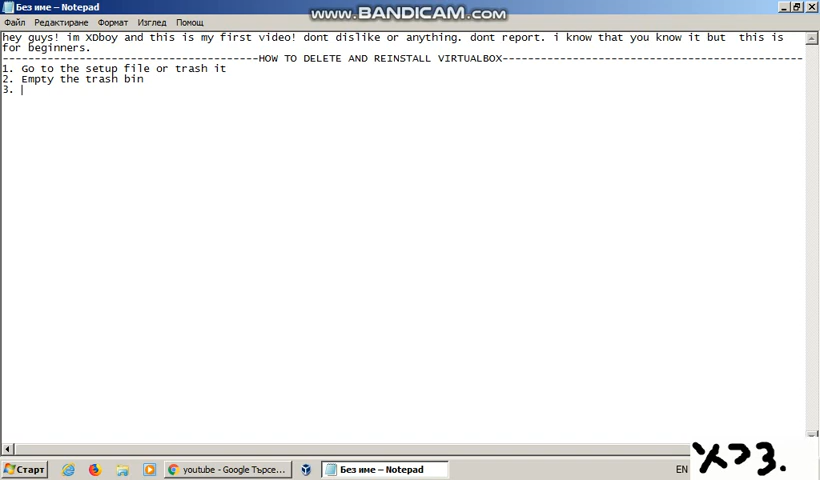 Без име – Notepad
www.BANDICAM.com
Файл Редактиране Формат Изглед Помощ
hey guys! im XDboy and this is my first video! dont dislike or anything. dont report. i know that you know it but  this is
for beginners.
----------------------------------------HOW TO DELETE AND REINSTALL VIRTUALBOX-----------------------------------------------
1. Go to the setup file or trash it
2. Empty the trash bin
3.
Старт youtube - Google Търсе... Без име – Notepad EN
x>3.